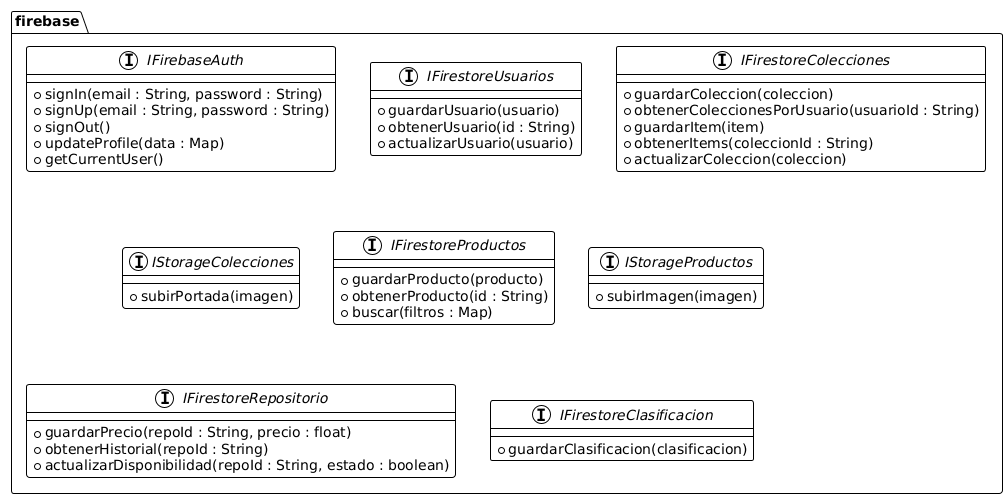 firebase
I IFirebaseAuth
signIn(email : String, password : String)
signUp(email : String, password : String)
signOut()
updateProfile(data : Map)
getCurrentUser()
I IFirestoreUsuarios
guardarUsuario(usuario)
obtenerUsuario(id : String)
actualizarUsuario(usuario)
I IFirestoreColecciones
guardarColeccion(coleccion)
obtenerColeccionesPorUsuario(usuarioId : String)
guardarItem(item)
obtenerItems(coleccionId : String)
actualizarColeccion(coleccion)
I IStorageColecciones
subirPortada(imagen)
I IFirestoreProductos
guardarProducto(producto)
obtenerProducto(id : String)
buscar(filtros : Map)
I IStorageProductos
subirImagen(imagen)
I IFirestoreRepositorio
guardarPrecio(repoId : String, precio : float)
obtenerHistorial(repoId : String)
actualizarDisponibilidad(repoId : String, estado : boolean)
I IFirestoreClasificacion
guardarClasificacion(clasificacion)